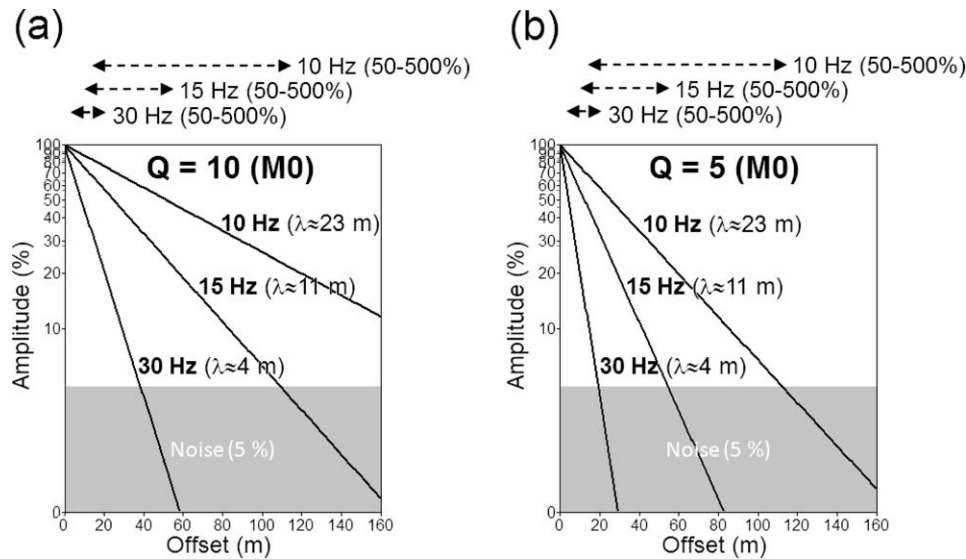 (a)
10 Hz (50-500%)
15 Hz (50-500%)
30 Hz (50-500%)
Q = 10 (M0)
10 Hz (λ≈23 m)
15 Hz (λ≈11 m)
30 Hz (λ≈4 m)
Noise (5 %)
Amplitude (%)
100
90
80
70
60
50
40
30
20
10
0
0 20 40 60 80 100 120 140 160
Offset (m)
(b)
10 Hz (50-500%)
15 Hz (50-500%)
30 Hz (50-500%)
Q = 5 (M0)
10 Hz (λ≈23 m)
15 Hz (λ≈11 m)
30 Hz (λ≈4 m)
Noise (5 %)
Amplitude (%)
100
90
80
70
60
50
40
30
20
10
0
0 20 40 60 80 100 120 140 160
Offset (m)